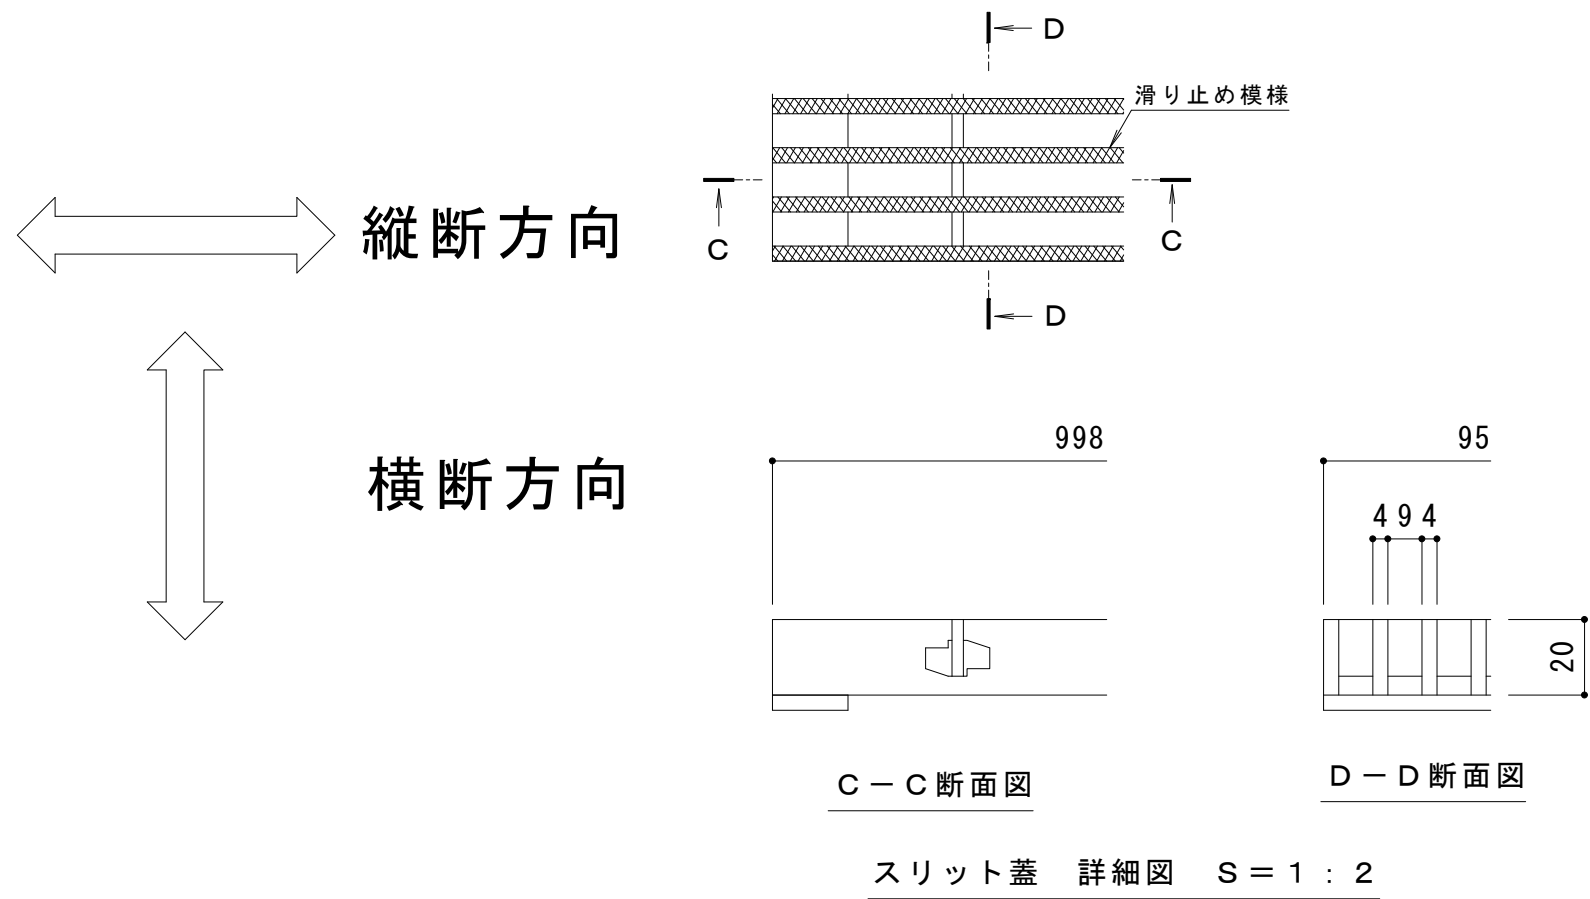 D
滑り止め模様
縦断方向
C
C
D
横断方向
998
95
4 9 4
20
C－C断面図
D－D断面図
スリット蓋　詳細図　S＝1：2